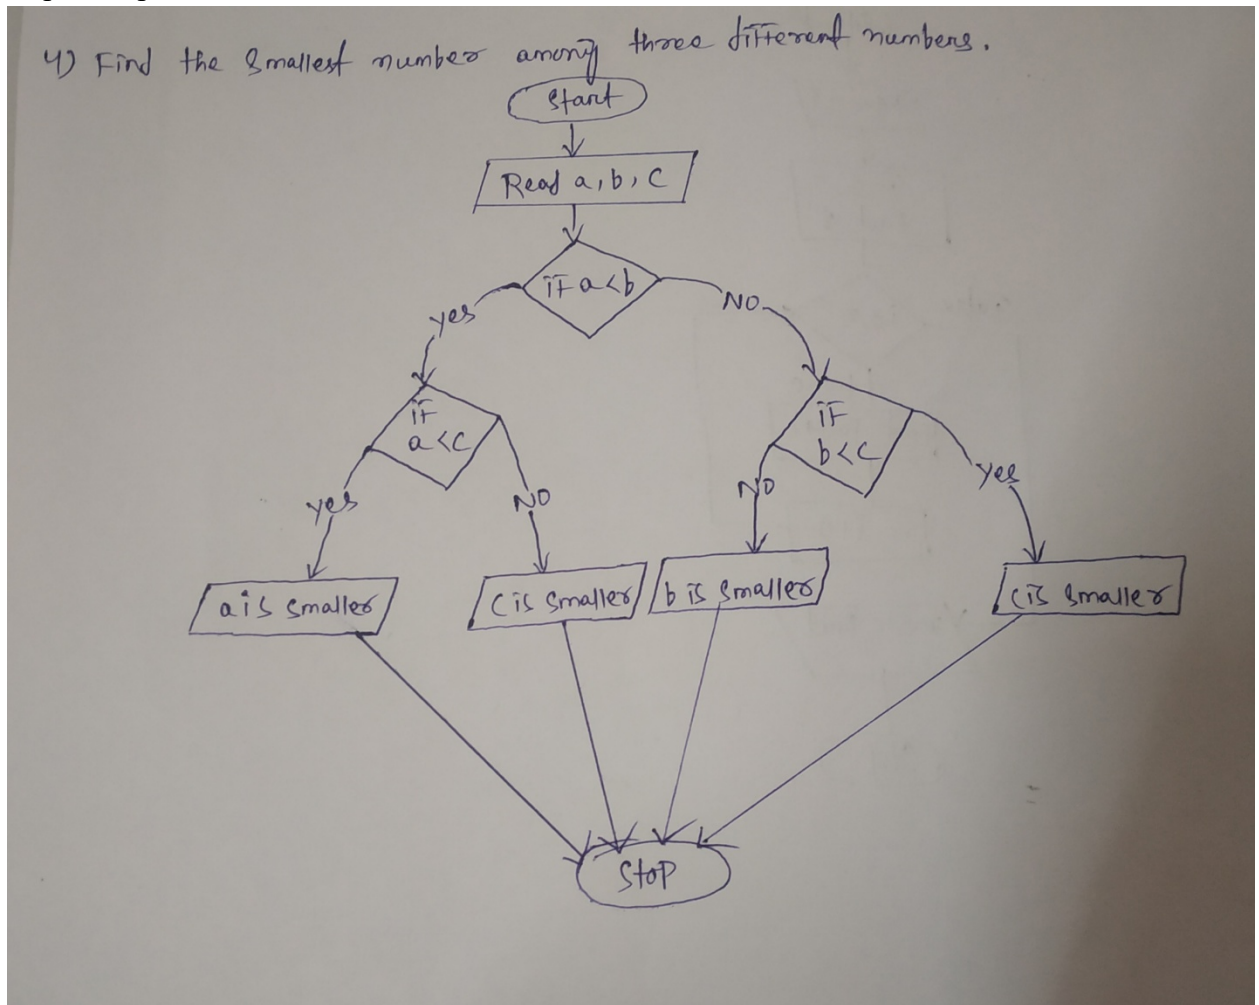 4) Find the smallest number among three different numbers.
Start
Read a, b, c
if a<b
yes
NO
if
a<c
if
b<c
yes
NO
NO
yes
a is smaller
c is smaller
b is smaller
c is smaller
Stop